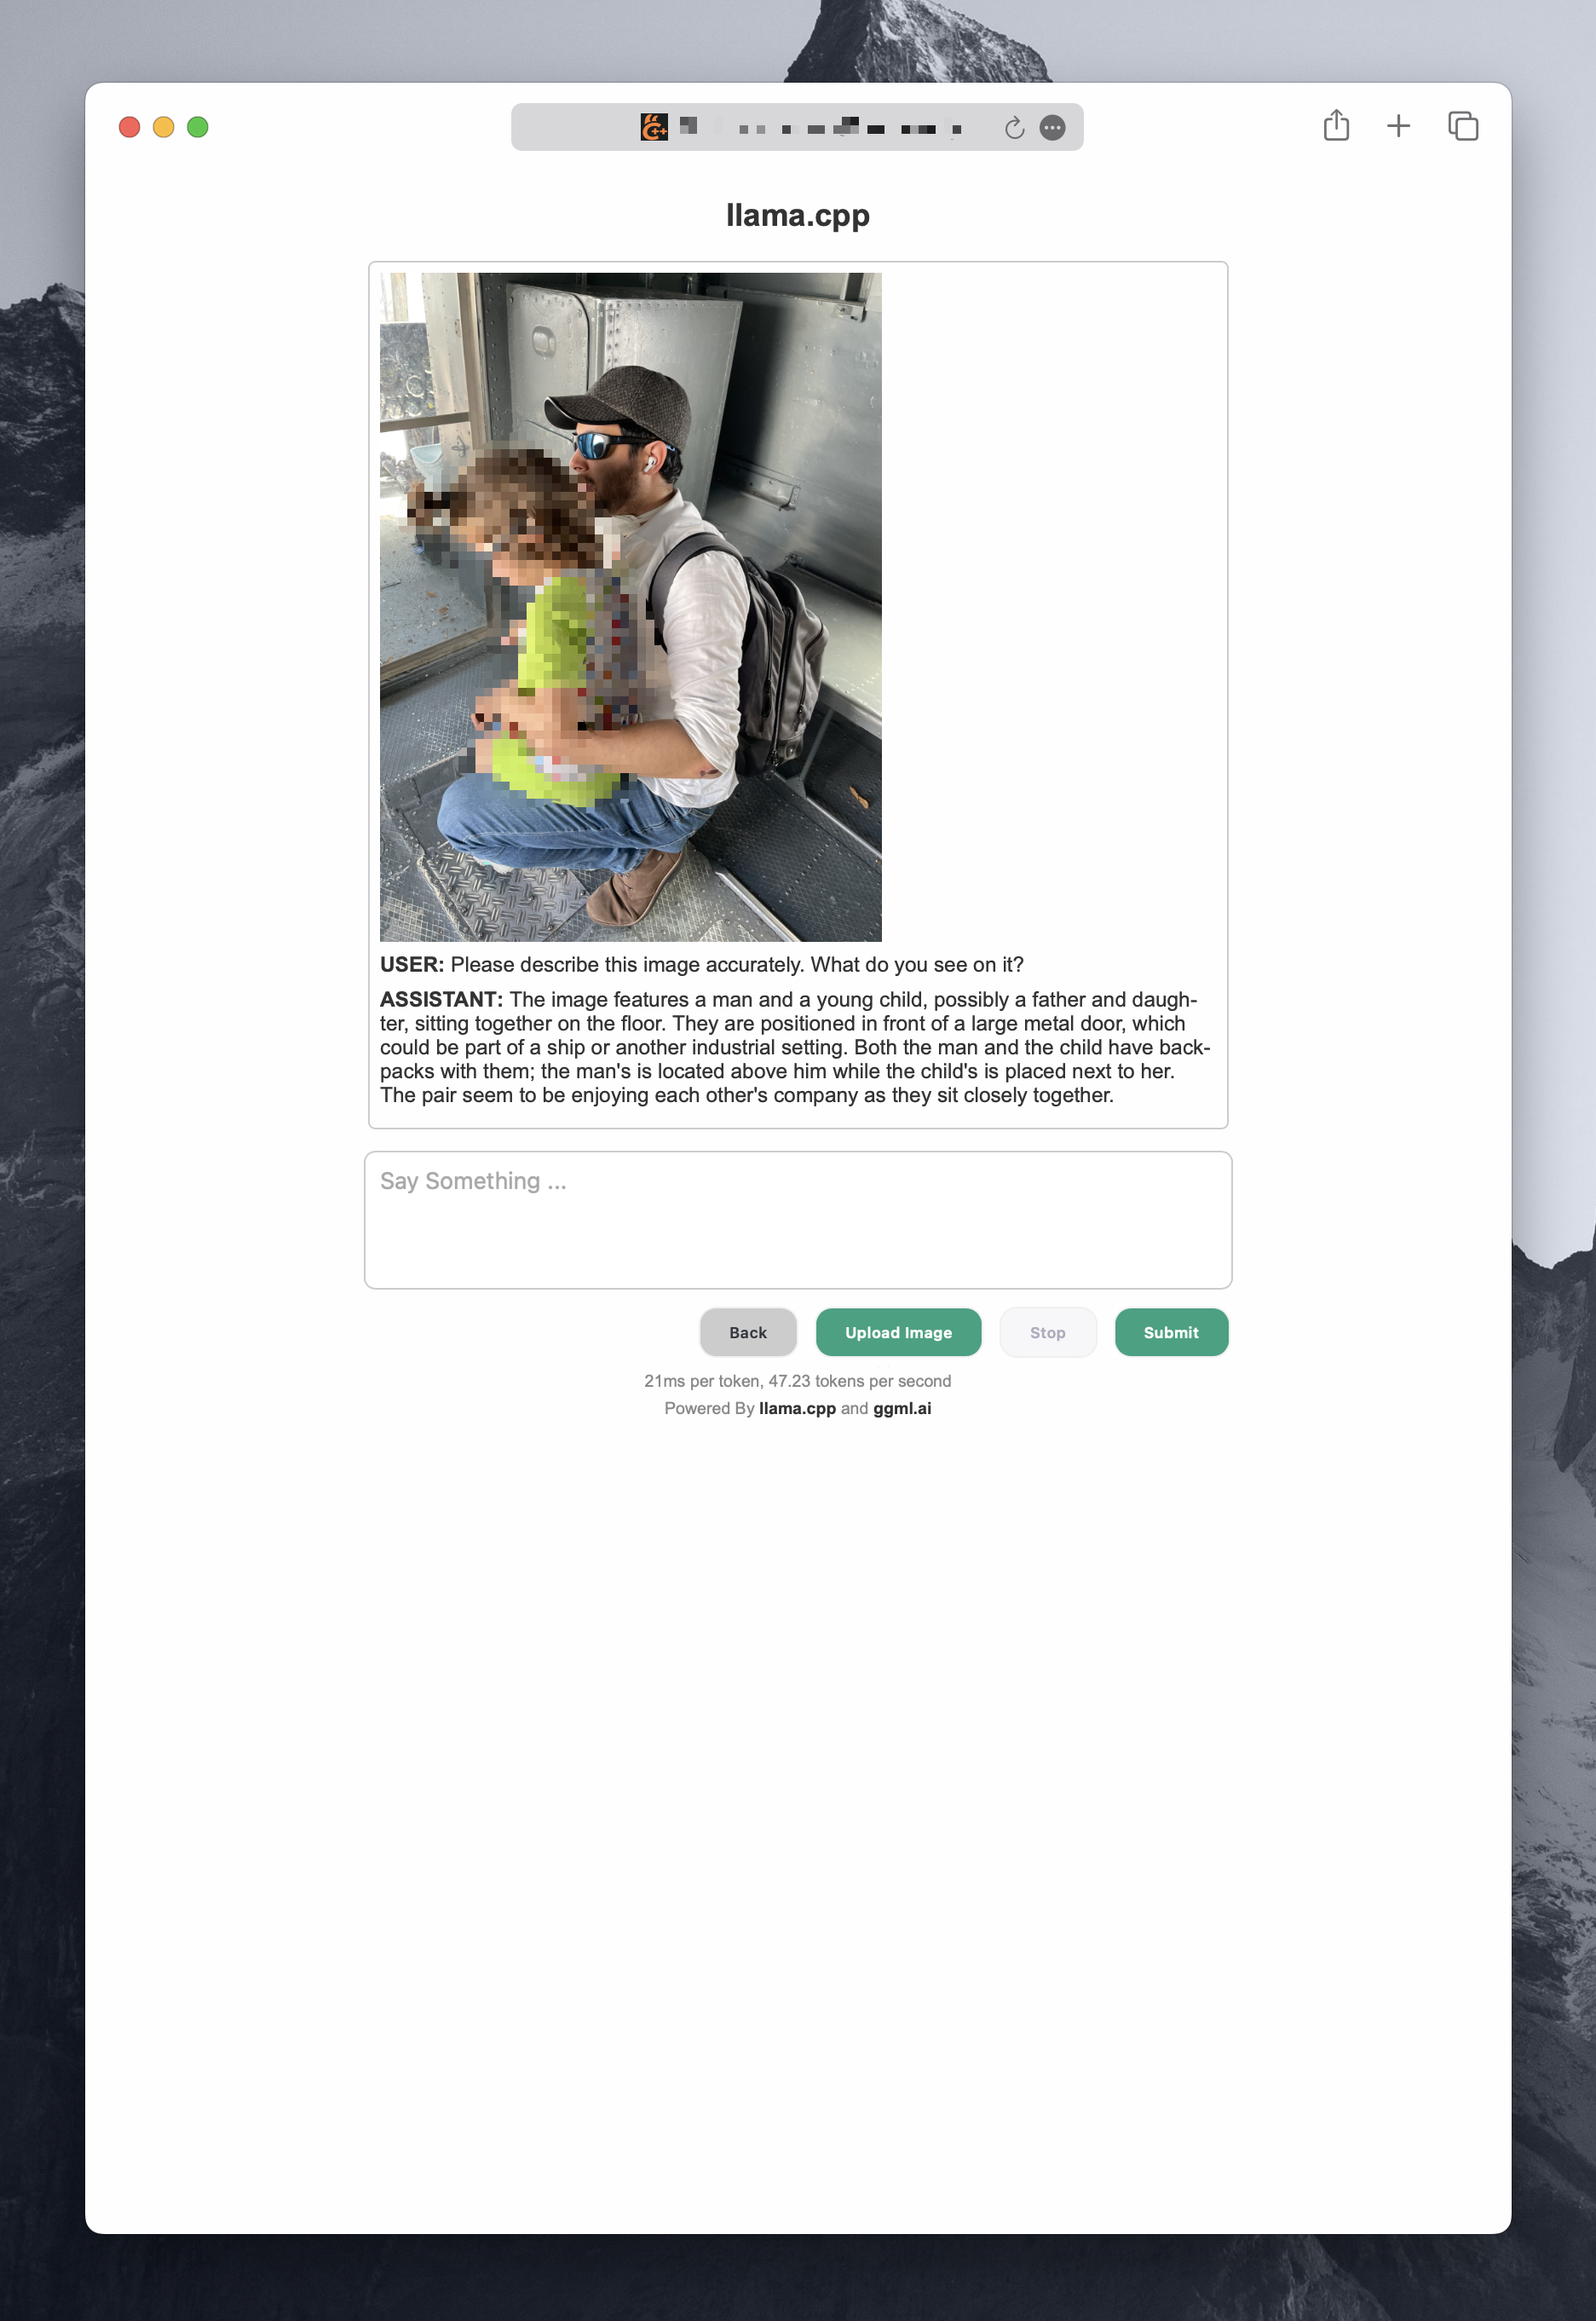 llama.cpp
USER: Please describe this image accurately. What do you see on it?
ASSISTANT: The image features a man and a young child, possibly a father and daugh-
ter, sitting together on the floor. They are positioned in front of a large metal door, which
could be part of a ship or another industrial setting. Both the man and the child have back-
packs with them; the man's is located above him while the child's is placed next to her.
The pair seem to be enjoying each other's company as they sit closely together.
Say Something ...
Back Upload Image Stop Submit
21ms per token, 47.23 tokens per second
Powered By llama.cpp and ggml.ai